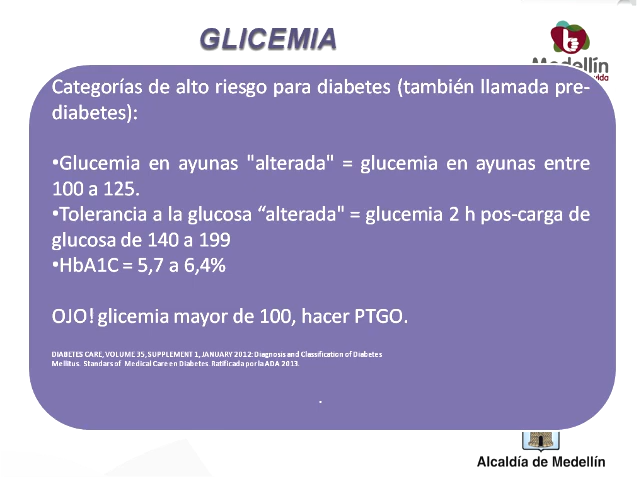 GLICEMIA
Medellín
vida
Categorías de alto riesgo para diabetes (también llamada pre-
diabetes):
•Glucemia en ayunas "alterada" = glucemia en ayunas entre
100 a 125.
•Tolerancia a la glucosa “alterada" = glucemia 2 h pos-carga de
glucosa de 140 a 199
•HbA1C = 5,7 a 6,4%
OJO! glicemia mayor de 100, hacer PTGO.
DIABETES CARE, VOLUME 35, SUPPLEMENT 1, JANUARY 2012: Diagnosis and Classification of Diabetes
Mellitus. Standars of Medical Care en Diabetes Ratificada por la ADA 2013.
.
Alcaldía de Medellín